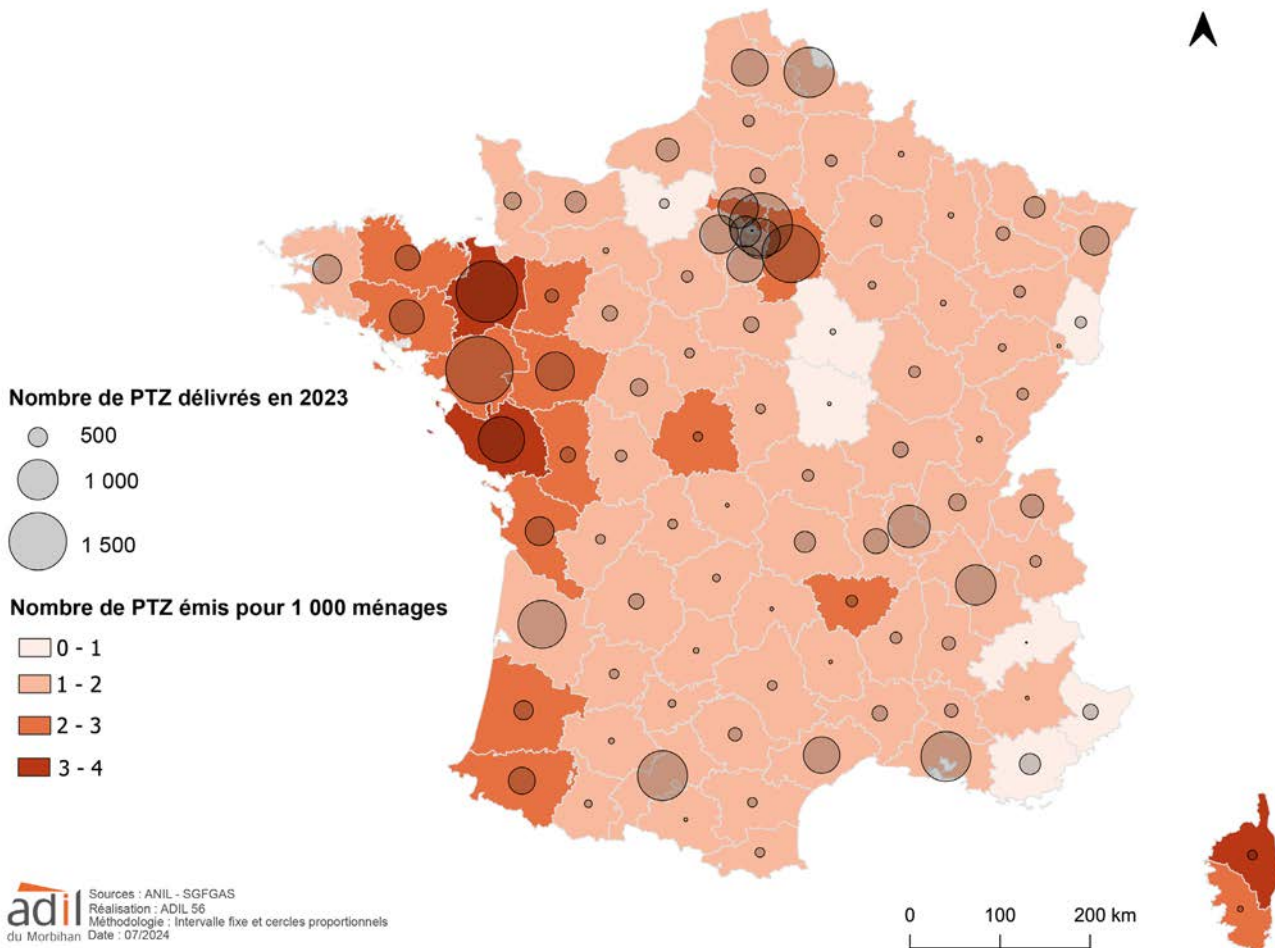 Nombre de PTZ délivrés en 2023
500
1 000
1 500
Nombre de PTZ émis pour 1 000 ménages
0 - 1
1 - 2
2 - 3
3 - 4
adil
du Morbihan
Sources : ANIL - SGFGAS
Réalisation : ADIL 56
Méthodologie : Intervalle fixe et cercles proportionnels
Date : 07/2024
0 100 200 km